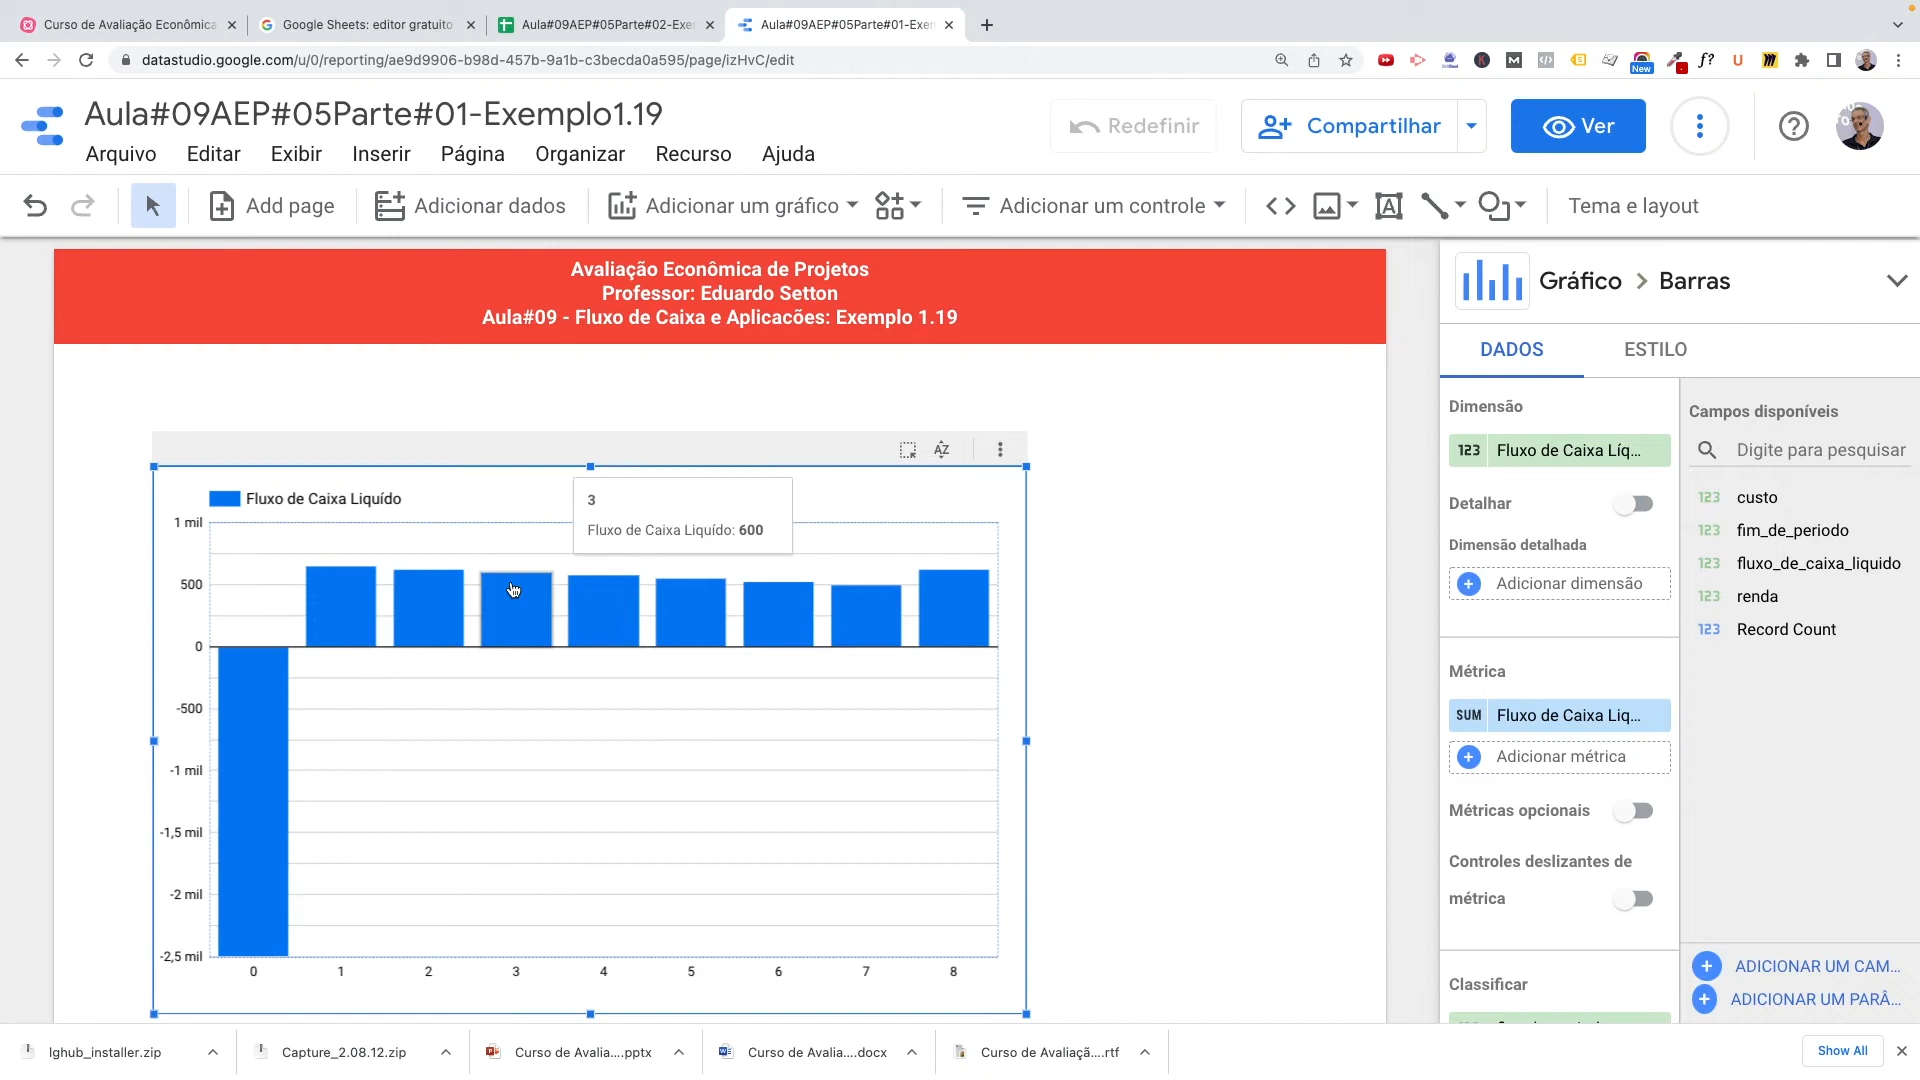 Curso de Avaliação Econômica
Google Sheets: editor gratuito
Aula#09AEP#05Parte#02-Exe
Aula#09AEP#05Parte#01-Exem
datastudio.google.com/u/0/reporting/ae9d9906-b98d-457b-9a1b-c3becda0a595/page/izHvC/edit
New
Aula#09AEP#05Parte#01-Exemplo1.19
Redefinir
Compartilhar
Ver
Arquivo Editar Exibir Inserir Página Organizar Recurso Ajuda
Add page
Adicionar dados
Adicionar um gráfico
Adicionar um controle
Tema e layout
Avaliação Econômica de Projetos
Professor: Eduardo Setton
Aula#09 - Fluxo de Caixa e Aplicacões: Exemplo 1.19
Fluxo de Caixa Liquído
3
Fluxo de Caixa Liquído: 600
1 mil
500
0
-500
-1 mil
-1,5 mil
-2 mil
-2,5 mil
0 1 2 3 4 5 6 7 8
Gráfico > Barras
DADOS
ESTILO
Dimensão
123 Fluxo de Caixa Líq...
Detalhar
Dimensão detalhada
Adicionar dimensão
Métrica
SUM Fluxo de Caixa Liq...
Adicionar métrica
Métricas opcionais
Controles deslizantes de
métrica
Classificar
Campos disponíveis
Digite para pesquisar
123 custo
123 fim_de_periodo
123 fluxo_de_caixa_liquido
123 renda
123 Record Count
ADICIONAR UM CAM...
ADICIONAR UM PARÂ...
lghub_installer.zip
Capture_2.08.12.zip
Curso de Avalia....pptx
Curso de Avalia....docx
Curso de Avaliaçã....rtf
Show All